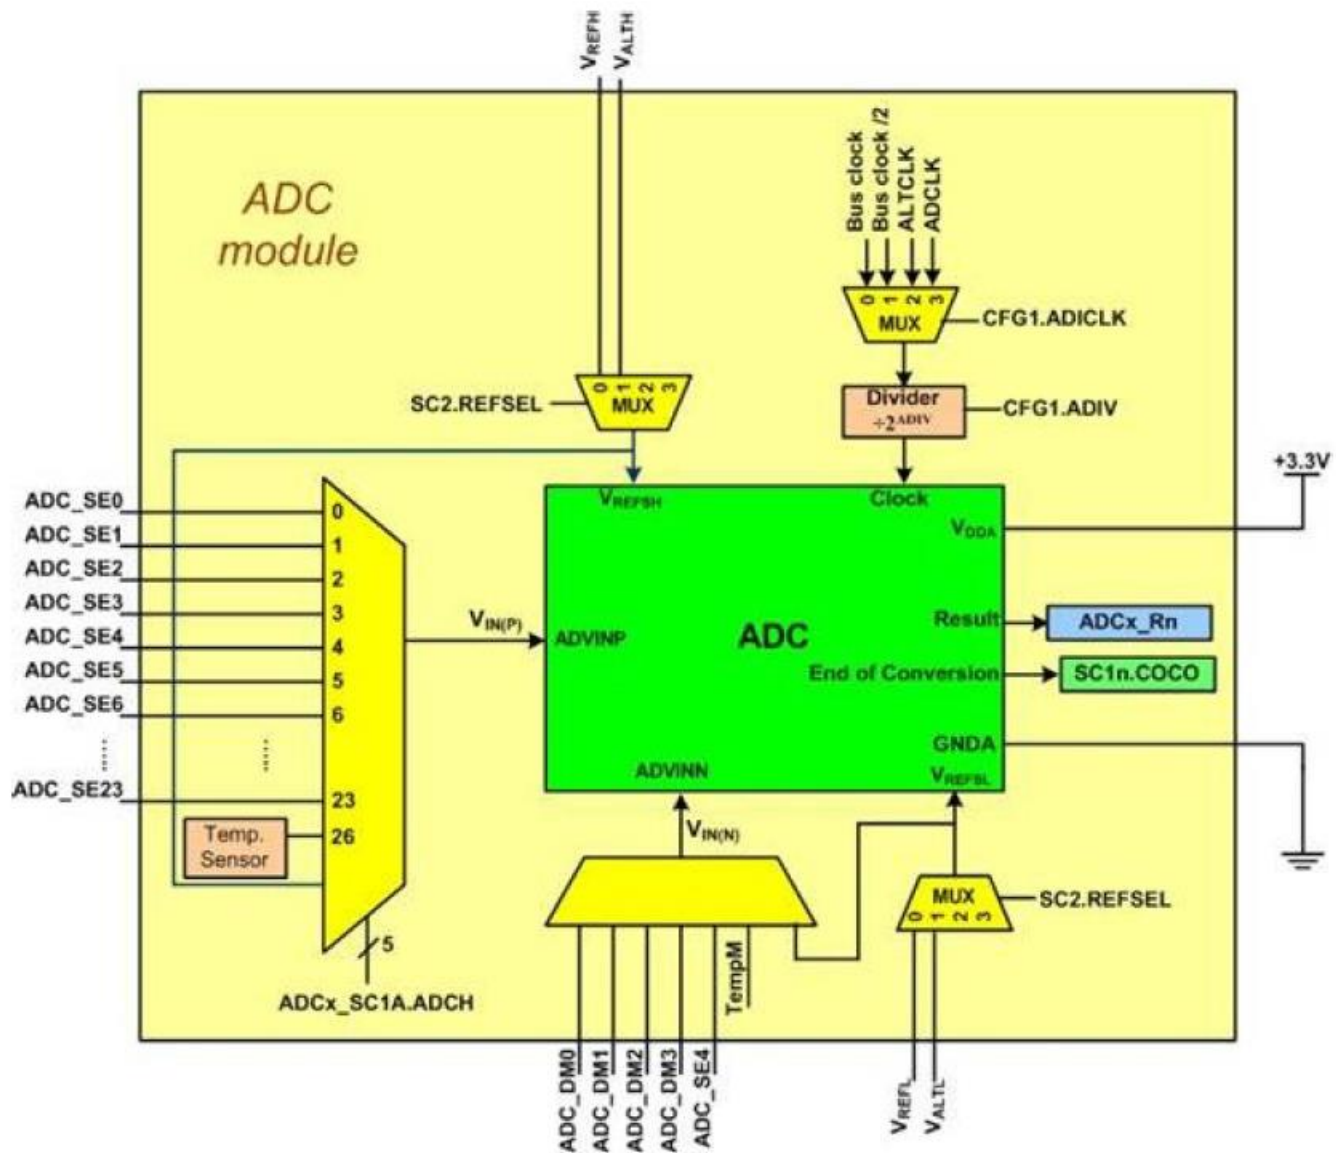 VREFH
VALTH
ADC
module
Bus clock
Bus clock /2
ALTCLK
ADCLK
0 1 2 3
MUX
CFG1.ADICLK
SC2.REFSEL
0 1 2 3
MUX
Divider
÷2^ADIV
CFG1.ADIV
+3.3V
ADC_SE0
ADC_SE1
ADC_SE2
ADC_SE3
ADC_SE4
ADC_SE5
ADC_SE6
......
ADC_SE23
0
1
2
3
4
5
6
......
23
26
Temp.
Sensor
5
ADCx_SC1A.ADCH
VIN(P)
VREFSH
Clock
VDDA
ADVINP
ADC
Result
ADCx_Rn
End of Conversion
SC1n.COCO
GNDA
ADVINN
VREFSL
VIN(N)
MUX
0 1 2 3
SC2.REFSEL
ADC_DM0
ADC_DM1
ADC_DM2
ADC_DM3
ADC_SE4
TempM
VREFL
VALTL